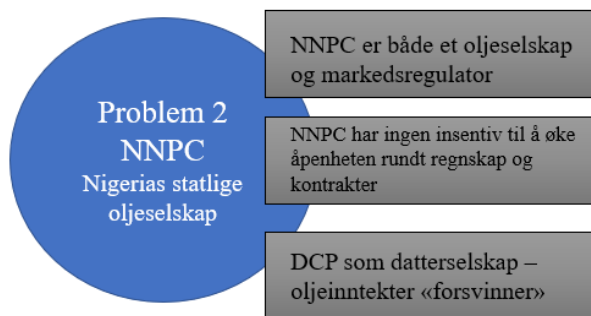 Problem 2
NNPC
Nigerias statlige
oljeselskap
NNPC er både et oljeselskap
og markedsregulator
NNPC har ingen insentiv til å øke
åpenheten rundt regnskap og
kontrakter
DCP som datterselskap –
oljeinntekter «forsvinner»